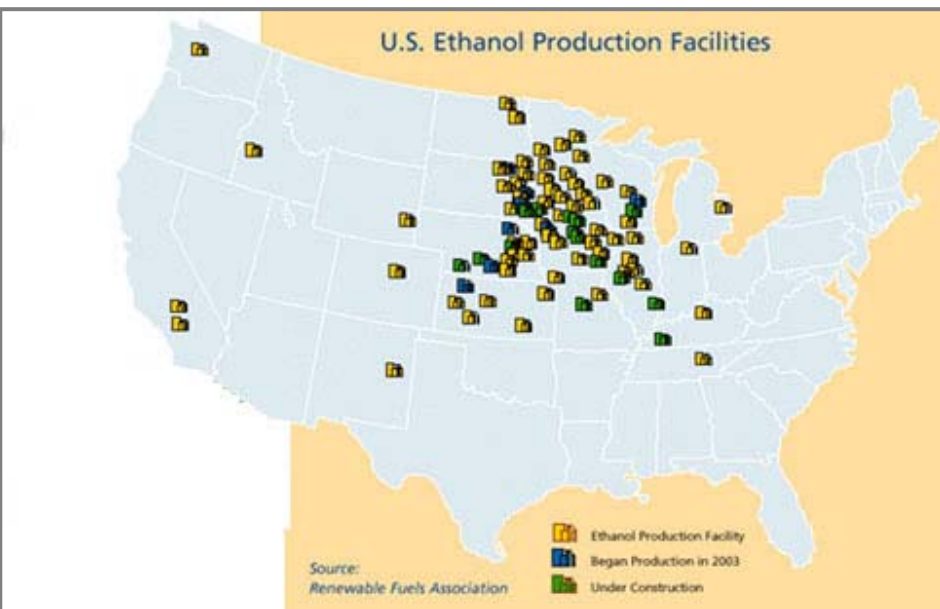 U.S. Ethanol Production Facilities
Ethanol Production Facility
Began Production in 2003
Under Construction
Source:
Renewable Fuels Association